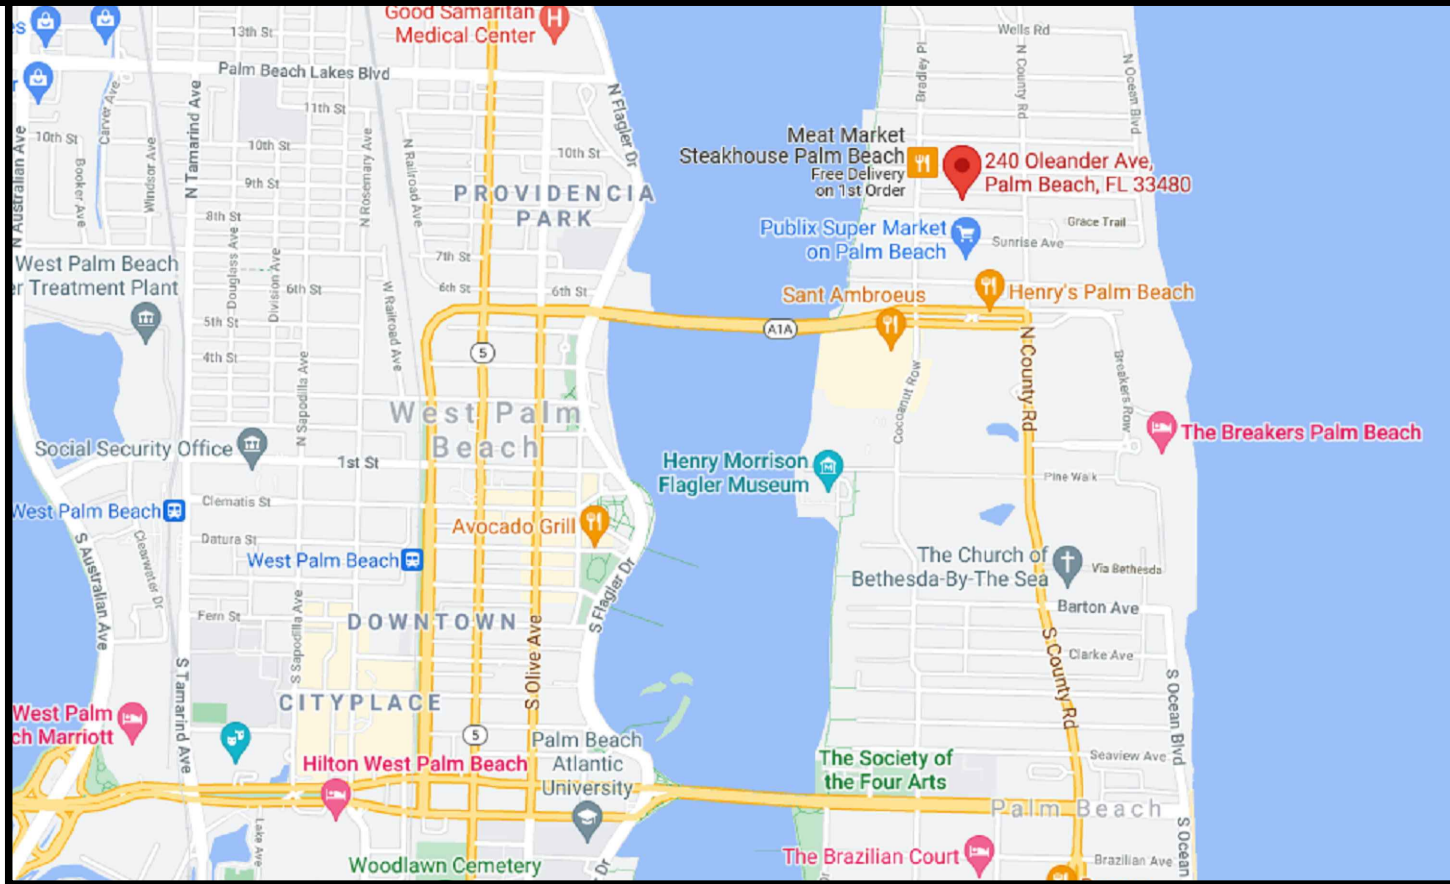 Good Samaritan
Medical Center
13th St
Wells Rd
Palm Beach Lakes Blvd
11th St
N Tamarind Ave
Carver Ave
N Flagler Dr
Bradley Pl
N County Rd
N Ocean Blvd
N Australian Ave
10th St
Booker Ave
Windsor Ave
10th St
N Rosemary Ave
N Railroad Ave
10th St
9th St
PROVIDENCIA
PARK
Meat Market
Steakhouse Palm Beach
Free Delivery
on 1st Order
240 Oleander Ave,
Palm Beach, FL 33480
8th St
Grace Trail
Publix Super Market
on Palm Beach
Sunrise Ave
West Palm Beach
er Treatment Plant
Douglass Ave
Division Ave
7th St
6th St
6th St
6th St
W Railroad Ave
Sant Ambroeus
Henry's Palm Beach
5th St
A1A
4th St
5
N County Rd
Breakers Row
Cocoanut Row
N Sapodilla Ave
West Palm
Beach
The Breakers Palm Beach
Social Security Office
1st St
Henry Morrison
Flagler Museum
Pine Walk
Clematis St
West Palm Beach
Avocado Grill
Datura St
West Palm Beach
S Australian Ave
Clearwater Dr
The Church of
Bethesda-By-The Sea
Via Bethesda
S Flagler Dr
Fern St
DOWNTOWN
Barton Ave
S Sapodilla Ave
S Olive Ave
S County Rd
Clarke Ave
S Tamarind Ave
CITYPLACE
S Ocean Blvd
West Palm
ch Marriott
5
Palm Beach
Atlantic
University
Hilton West Palm Beach
The Society of
the Four Arts
Seaview Ave
Palm Beach
Lake Ave
Woodlawn Cemetery
Dr
The Brazilian Court
Brazilian Ave
S Ocean